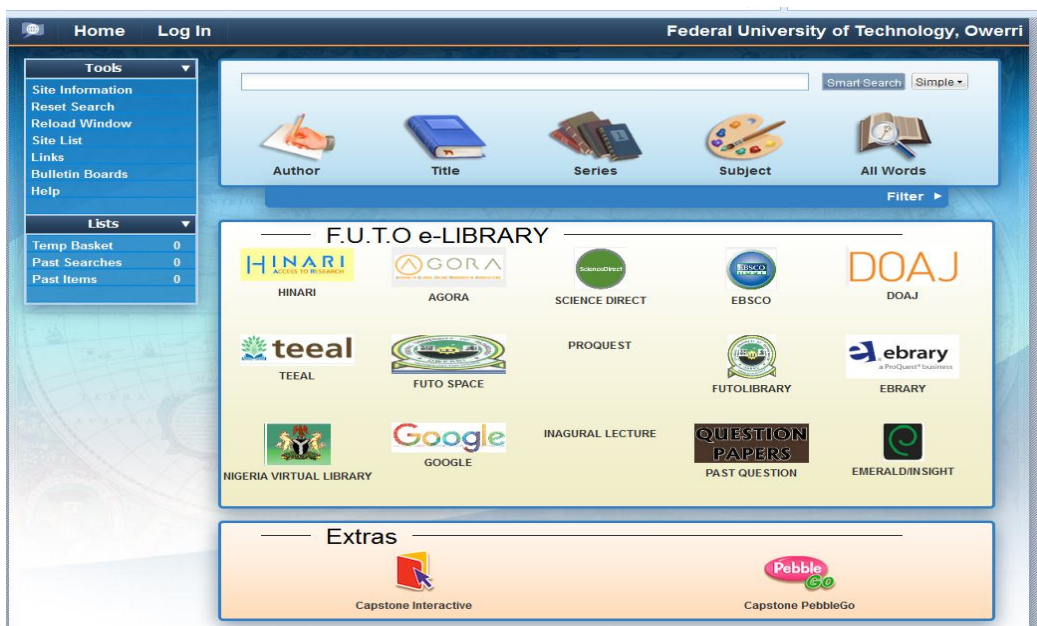 Home Log In Federal University of Technology, Owerri
Tools
Site Information
Reset Search
Reload Window
Site List
Links
Bulletin Boards
Help
Lists
Temp Basket 0
Past Searches 0
Past Items 0
Smart Search Simple
Author Title Series Subject All Words
Filter
F.U.T.O e-LIBRARY
HINARI
ACCESS TO RESEARCH
HINARI
AGORA
AGORA
ScienceDirect
SCIENCE DIRECT
EBSCO
EBSCO
DOAJ
DOAJ
teeal
TEEAL
FUTO SPACE
PROQUEST
FUTOLIBRARY
ebrary
a ProQuest® business
EBRARY
NIGERIA VIRTUAL LIBRARY
Google
GOOGLE
INAGURAL LECTURE
QUESTION
PAPERS
PAST QUESTION
EMERALD/INSIGHT
Extras
Capstone Interactive
Pebble
Go
Capstone PebbleGo